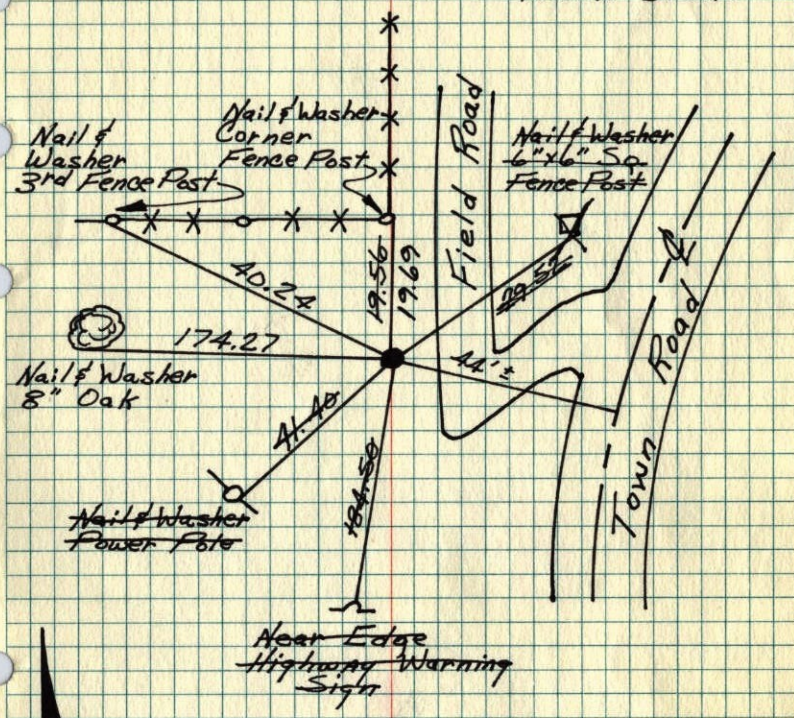 Nail &
Washer
3rd Fence Post
Nail & Washer
Corner
Fence Post
Field Road
Nail & Washer
6"x6" Sq
Fence Post
40.24
19.56
19.69
29.52
174.27
44'±
Nail & Washer
8" Oak
41.40
184.50
℄
Town Road
Nail & Washer
Power Pole
Near Edge
Highway Warning
Sign